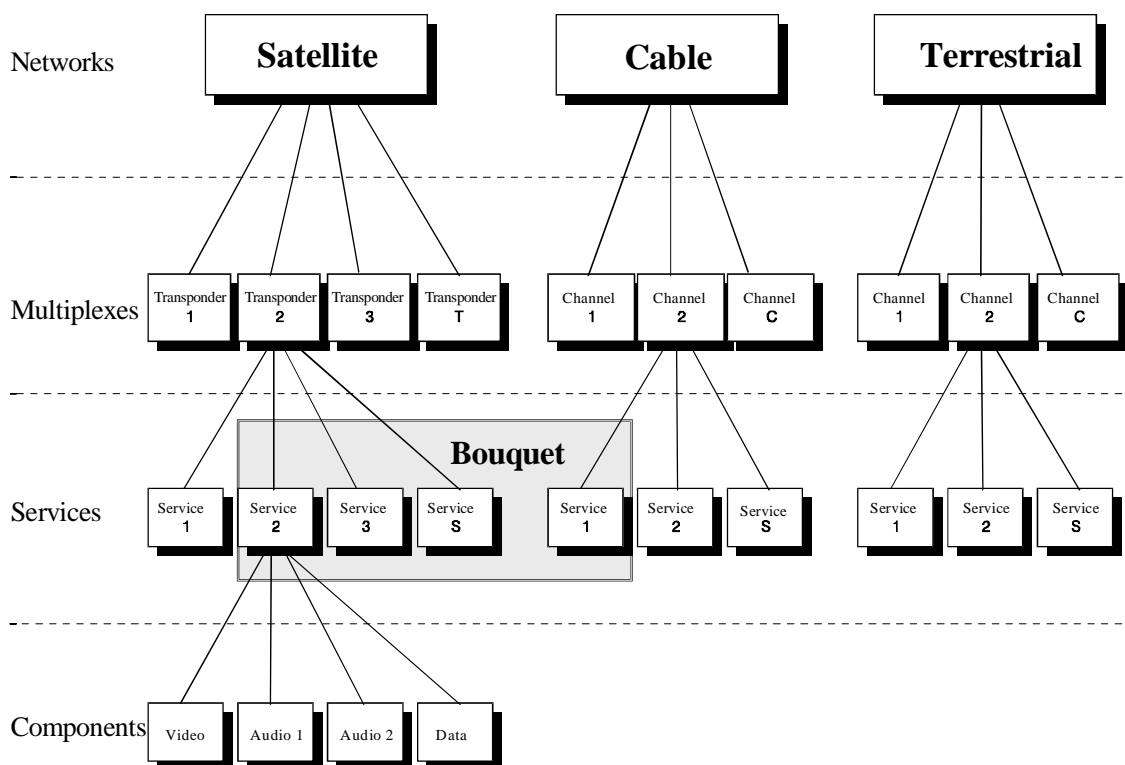 Networks
Satellite
Cable
Terrestrial
Multiplexes
Transponder
1
Transponder
2
Transponder
3
Transponder
T
Channel
1
Channel
2
Channel
C
Channel
1
Channel
2
Channel
C
Bouquet
Services
Service
1
Service
2
Service
3
Service
S
Service
1
Service
2
Service
S
Service
1
Service
2
Service
S
Components
Video
Audio 1
Audio 2
Data